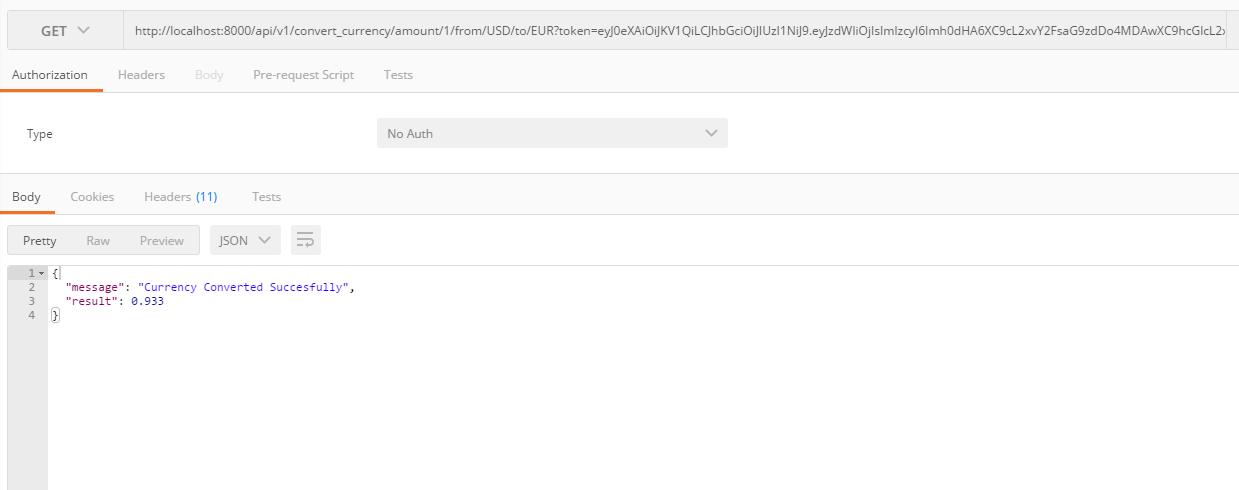 GET http://localhost:8000/api/v1/convert_currency/amount/1/from/USD/to/EUR?token=eyJ0eXAiOiJKV1QiLCJhbGciOiJIUzI1NiJ9.eyJzdWIiOjIsImlzcyI6Imh0dHA6XC9cL2xvY2FsaG9zdDo4MDAwXC9hcGlcL2
Authorization Headers Body Pre-request Script Tests
Type No Auth
Body Cookies Headers (11) Tests
Pretty Raw Preview JSON
1 {
2 "message": "Currency Converted Succesfully",
3 "result": 0.933
4 }